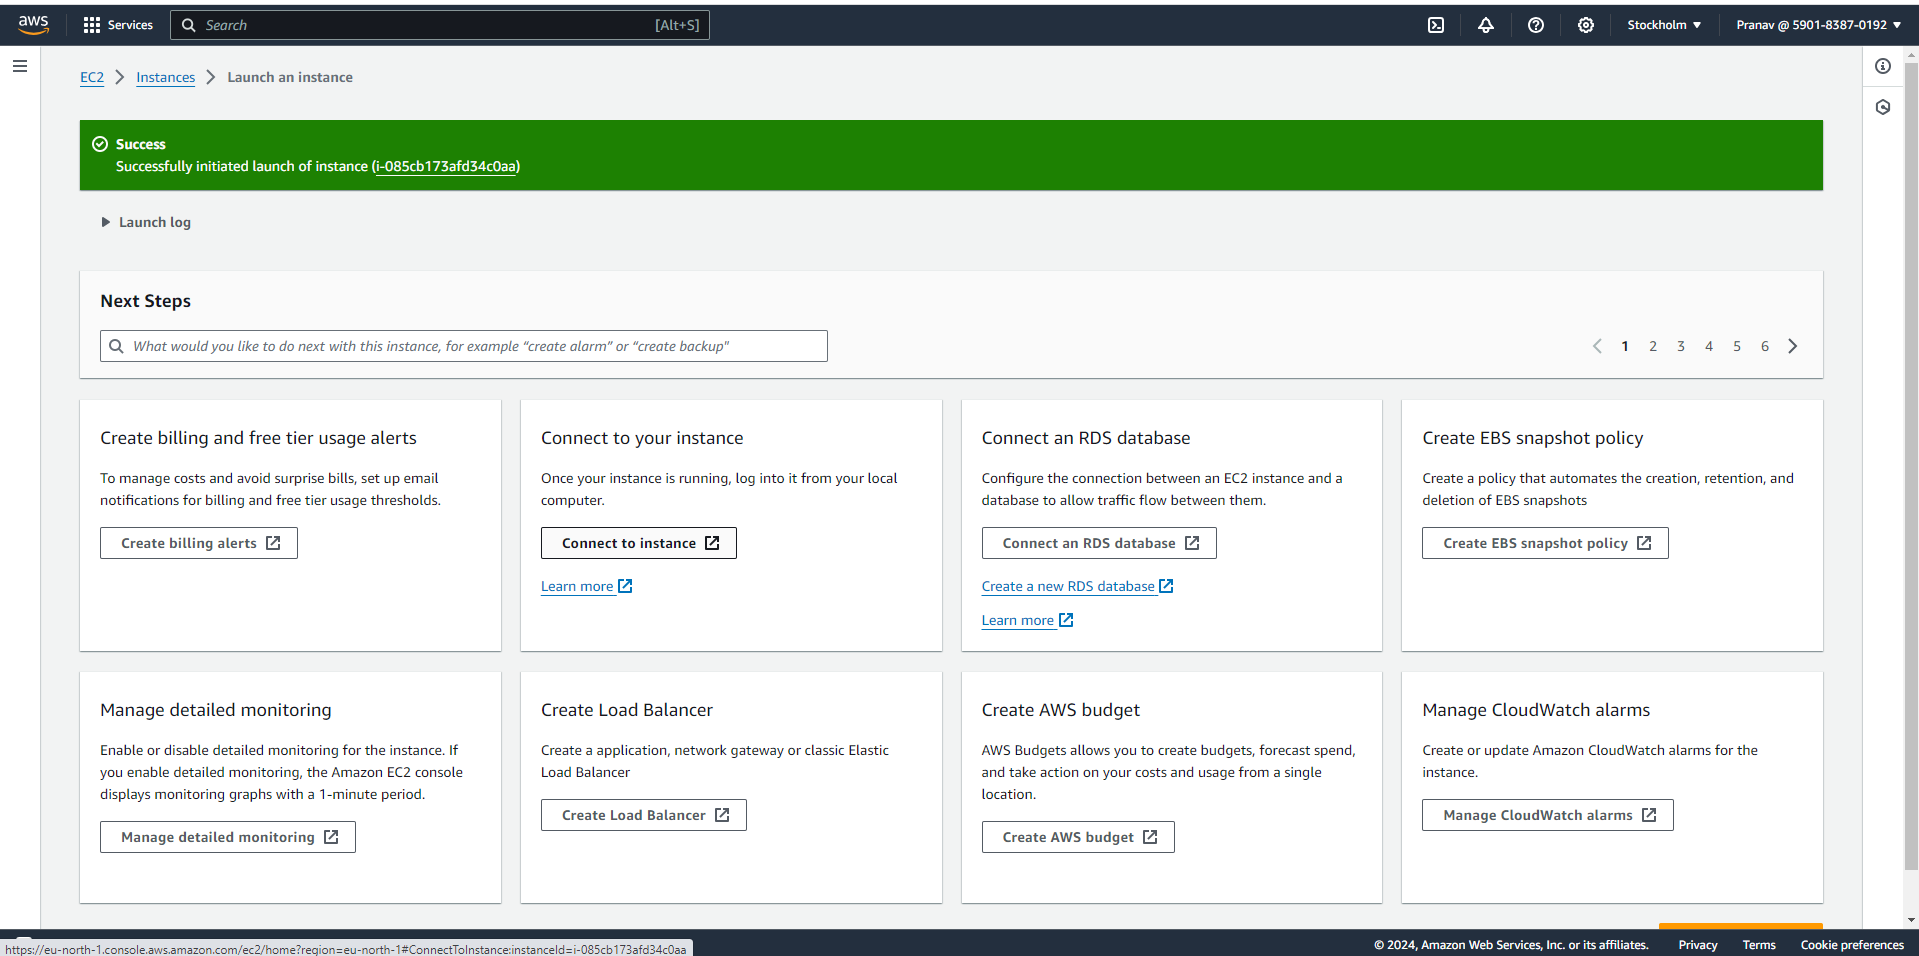 aws
Services
Search
[Alt+S]
Stockholm
Pranav @ 5901-8387-0192
EC2
Instances
Launch an instance
Success
Successfully initiated launch of instance (i-085cb173afd34c0aa)
Launch log
Next Steps
What would you like to do next with this instance, for example “create alarm” or “create backup”
1 2 3 4 5 6
Create billing and free tier usage alerts
To manage costs and avoid surprise bills, set up email
notifications for billing and free tier usage thresholds.
Create billing alerts
Connect to your instance
Once your instance is running, log into it from your local
computer.
Connect to instance
Learn more
Connect an RDS database
Configure the connection between an EC2 instance and a
database to allow traffic flow between them.
Connect an RDS database
Create a new RDS database
Learn more
Create EBS snapshot policy
Create a policy that automates the creation, retention, and
deletion of EBS snapshots
Create EBS snapshot policy
Manage detailed monitoring
Enable or disable detailed monitoring for the instance. If
you enable detailed monitoring, the Amazon EC2 console
displays monitoring graphs with a 1-minute period.
Manage detailed monitoring
Create Load Balancer
Create a application, network gateway or classic Elastic
Load Balancer
Create Load Balancer
Create AWS budget
AWS Budgets allows you to create budgets, forecast spend,
and take action on your costs and usage from a single
location.
Create AWS budget
Manage CloudWatch alarms
Create or update Amazon CloudWatch alarms for the
instance.
Manage CloudWatch alarms
https://eu-north-1.console.aws.amazon.com/ec2/home?region=eu-north-1#ConnectToInstance:instanceId=i-085cb173afd34c0aa
© 2024, Amazon Web Services, Inc. or its affiliates.
Privacy
Terms
Cookie preferences